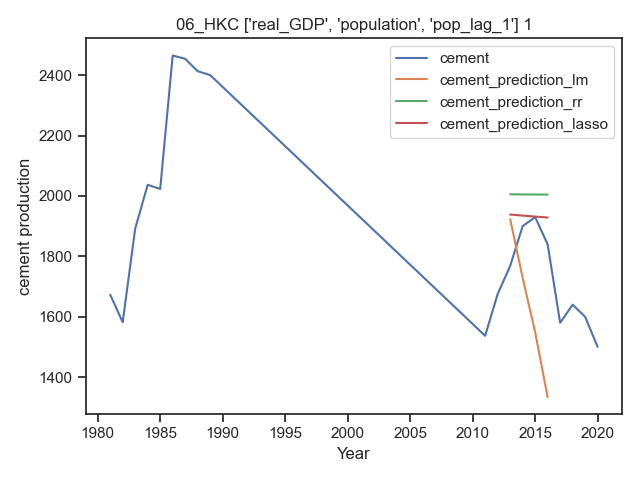 06_HKC ['real_GDP', 'population', 'pop_lag_1'] 1
cement
cement_prediction_lm
cement_prediction_rr
cement_prediction_lasso
cement production
2400
2200
2000
1800
1600
1400
1980 1985 1990 1995 2000 2005 2010 2015 2020
Year